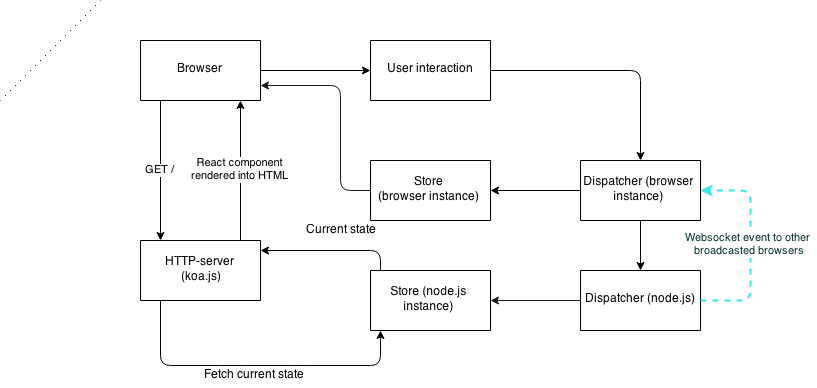 Browser
User interaction
GET /
React component
rendered into HTML
Store
(browser instance)
Dispatcher (browser
instance)
Current state
Websocket event to other
broadcasted browsers
HTTP-server
(koa.js)
Store (node.js
instance)
Dispatcher (node.js)
Fetch current state